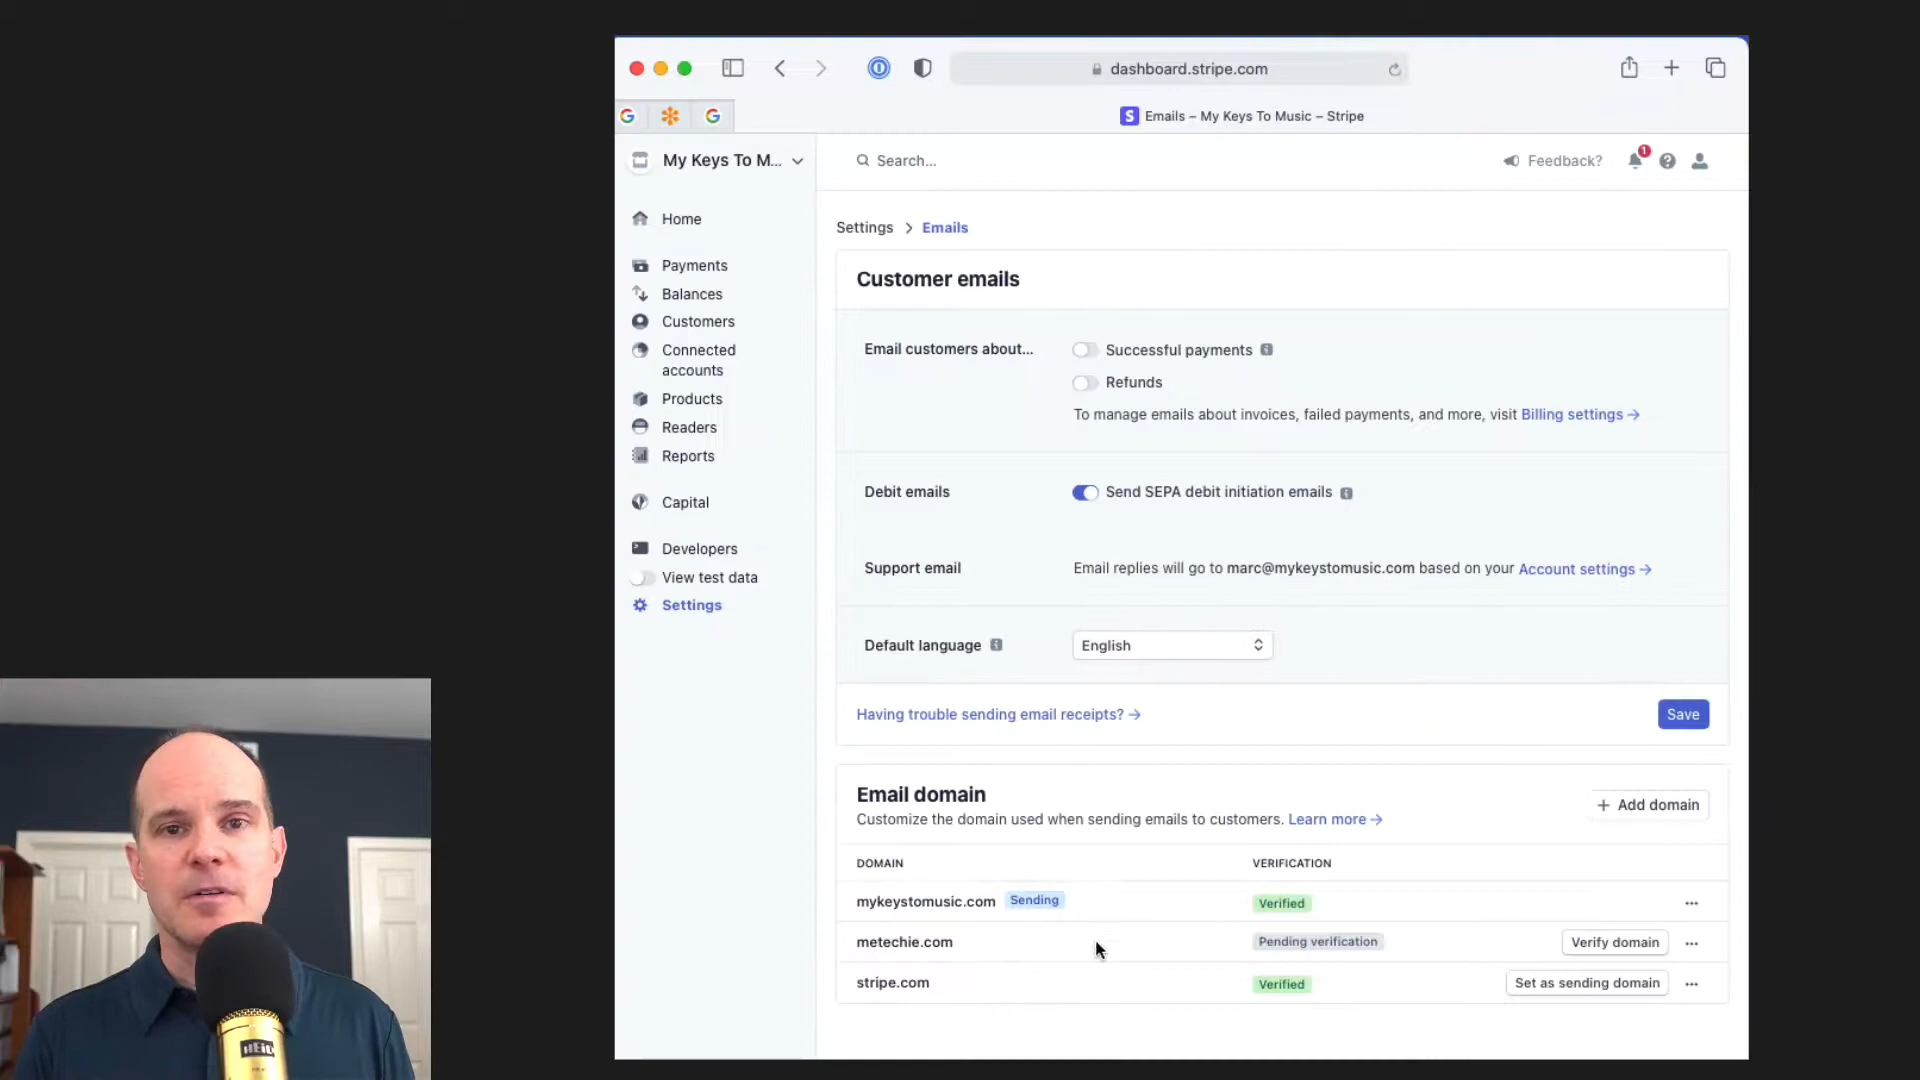 dashboard.stripe.com
Emails – My Keys To Music – Stripe
My Keys To M...
Search...
Feedback?
1
Home
Payments
Balances
Customers
Connected
accounts
Products
Readers
Reports
Capital
Developers
View test data
Settings
Settings > Emails
Customer emails
Email customers about...
Successful payments
Refunds
To manage emails about invoices, failed payments, and more, visit Billing settings →
Debit emails
Send SEPA debit initiation emails
Support email
Email replies will go to marc@mykeystomusic.com based on your Account settings →
Default language
English
Having trouble sending email receipts? →
Save
Email domain
Customize the domain used when sending emails to customers. Learn more →
+ Add domain
DOMAIN VERIFICATION
mykeystomusic.com Sending Verified ...
metechie.com Pending verification Verify domain ...
stripe.com Verified Set as sending domain ...
HEiL